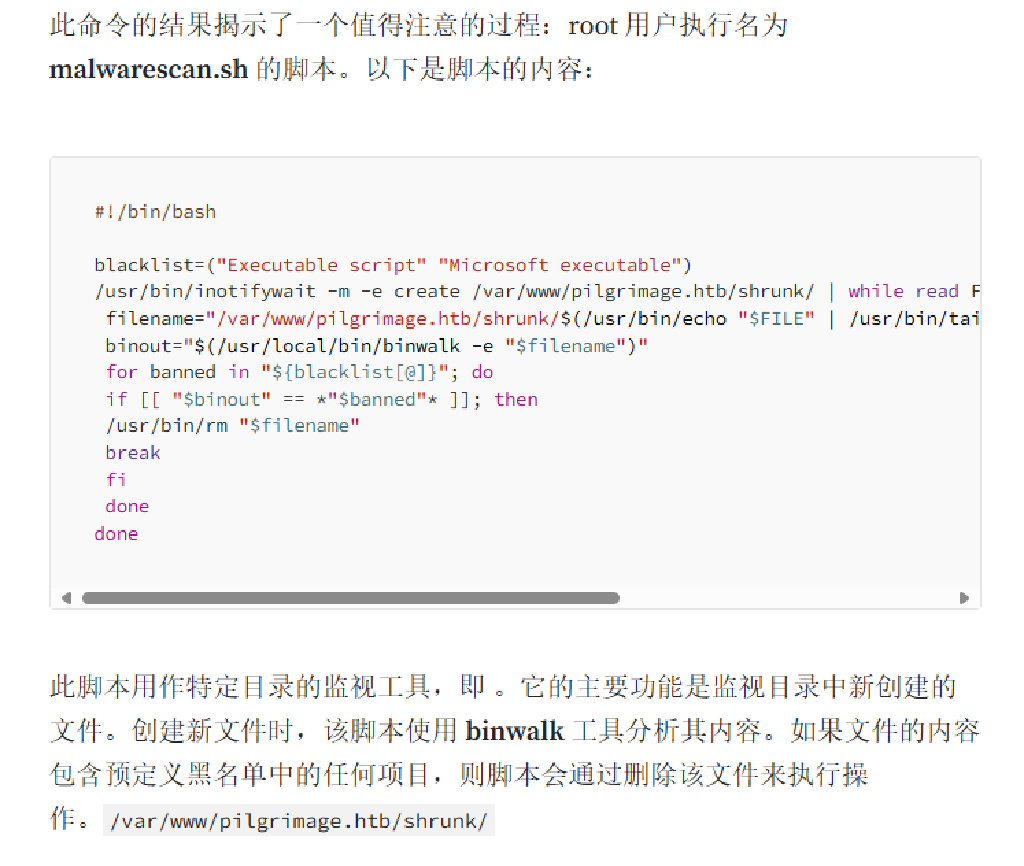 此命令的结果揭示了一个值得注意的过程：root 用户执行名为
malwarescan.sh 的脚本。以下是脚本的内容：
#!/bin/bash
blacklist=("Executable script" "Microsoft executable")
/usr/bin/inotifywait -m -e create /var/www/pilgrimage.htb/shrunk/ | while read F
filename="/var/www/pilgrimage.htb/shrunk/$(/usr/bin/echo "$FILE" | /usr/bin/tai
binout="$(/usr/local/bin/binwalk -e "$filename")"
for banned in "${blacklist[@]}"; do
if [[ "$binout" == *"$banned"* ]]; then
/usr/bin/rm "$filename"
break
fi
done
done
此脚本用作特定目录的监视工具，即 。它的主要功能是监视目录中新创建的
文件。创建新文件时，该脚本使用 binwalk 工具分析其内容。如果文件的内容
包含预定义黑名单中的任何项目，则脚本会通过删除该文件来执行操
作。 /var/www/pilgrimage.htb/shrunk/